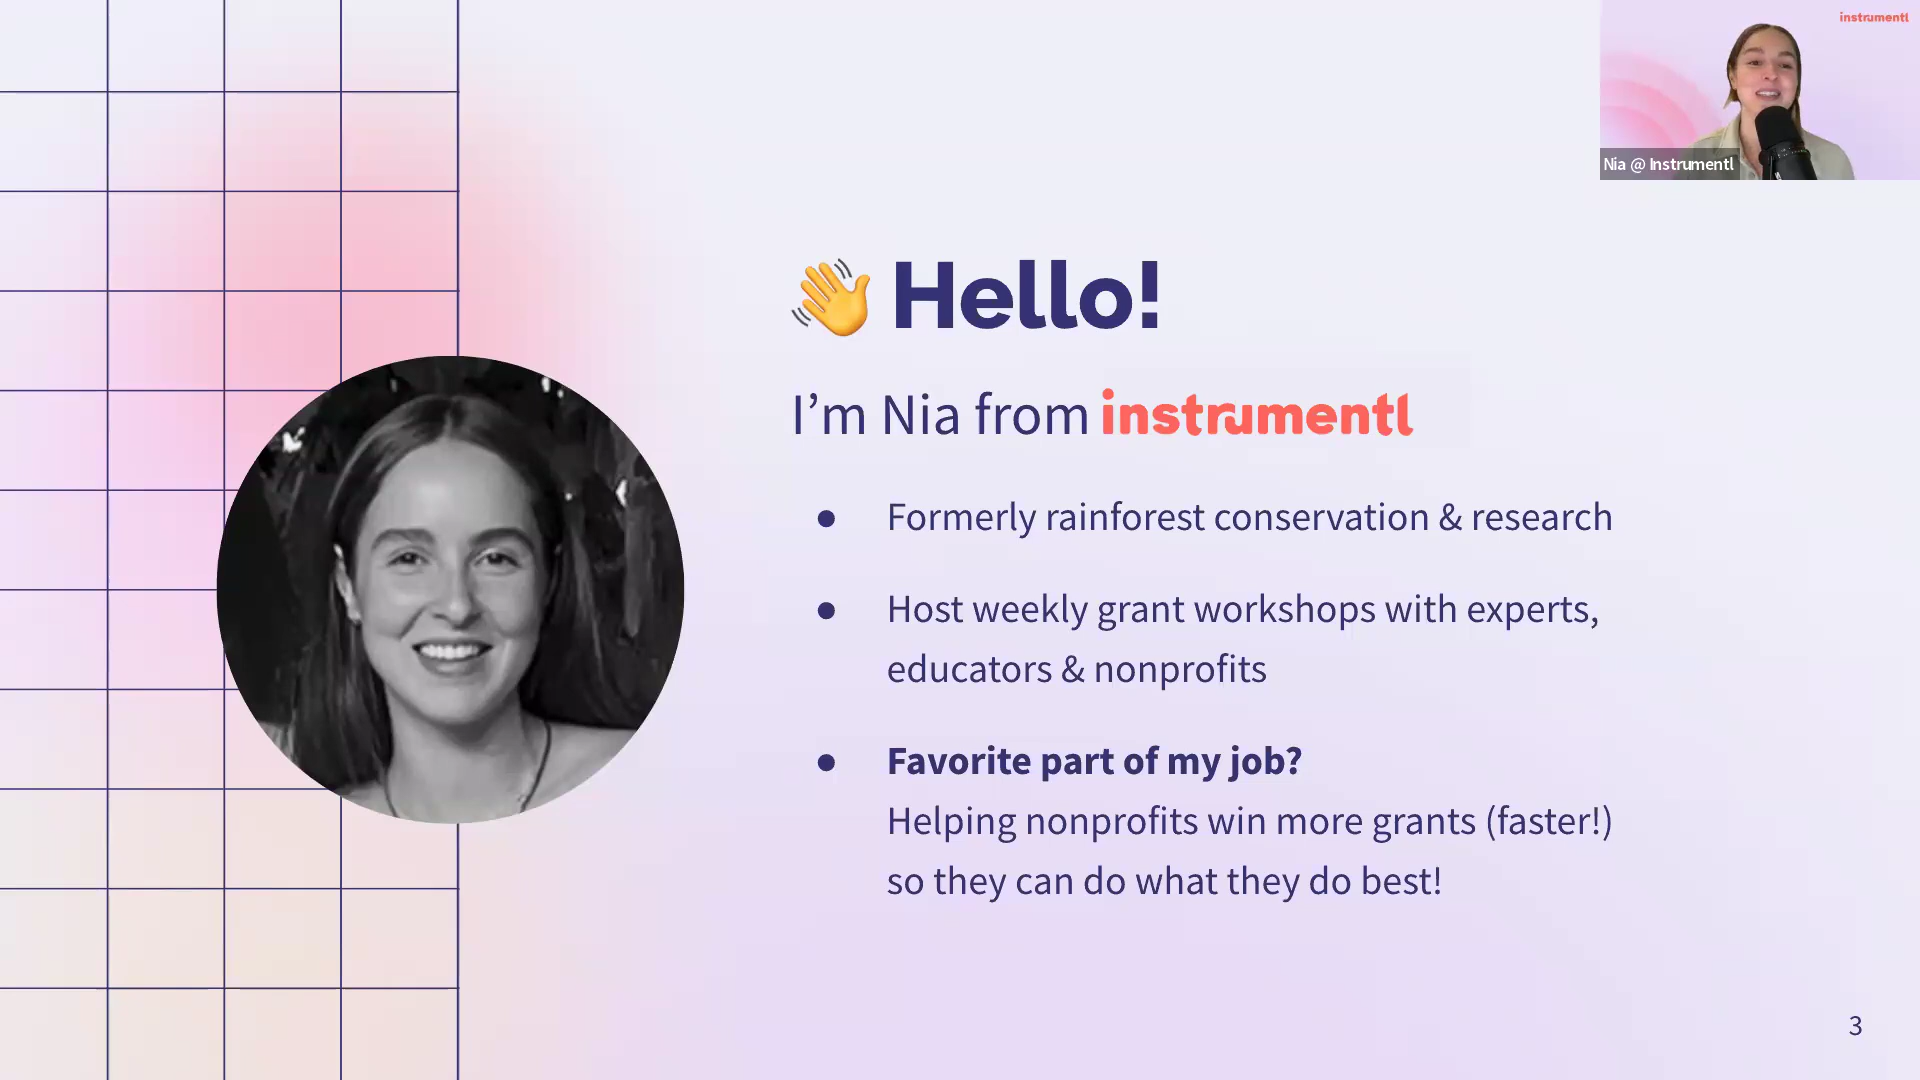 instrumentl
Nia @ Instrumentl
👋 Hello!
I’m Nia from instrumentl
● Formerly rainforest conservation & research
● Host weekly grant workshops with experts,
educators & nonprofits
● Favorite part of my job?
Helping nonprofits win more grants (faster!)
so they can do what they do best!
3